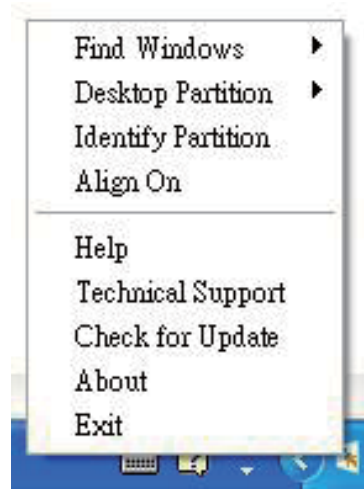 Find Windows
Desktop Partition
Identify Partition
Align On
Help
Technical Support
Check for Update
About
Exit